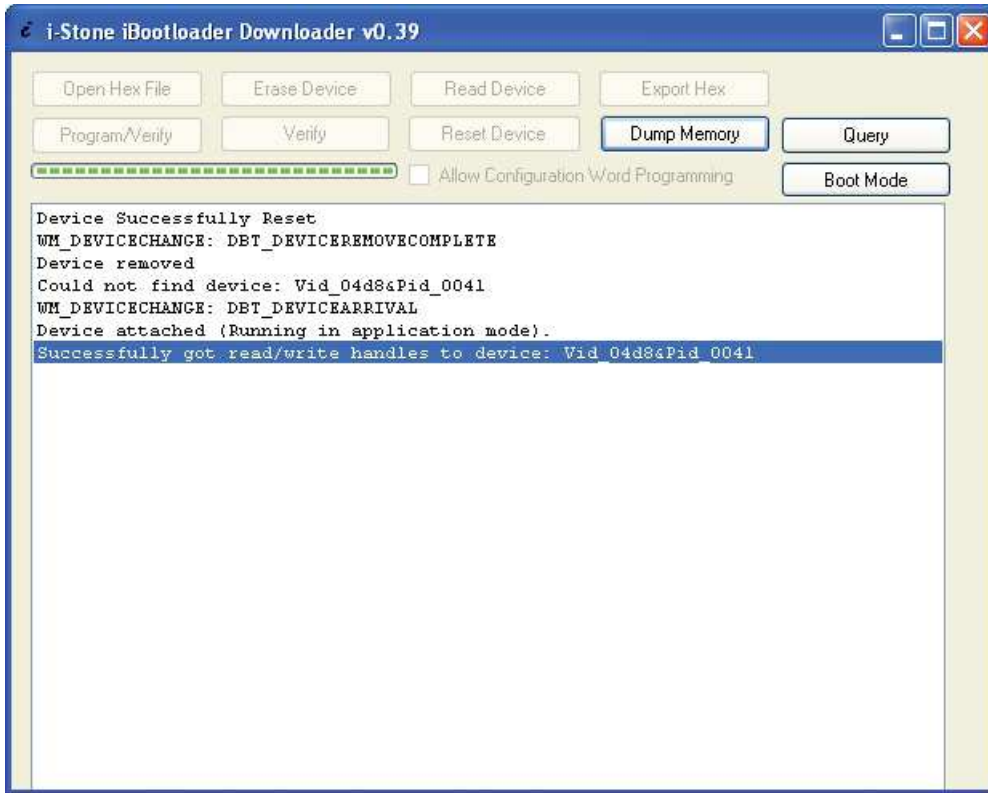 i-Stone iBootloader Downloader v0.39
Open Hex File Erase Device Read Device Export Hex
Program/Verify Verify Reset Device Dump Memory Query
Allow Configuration Word Programming Boot Mode
Device Successfully Reset
WM_DEVICECHANGE: DBT_DEVICEREMOVECOMPLETE
Device removed
Could not find device: Vid_04d8&Pid_0041
WM_DEVICECHANGE: DBT_DEVICEARRIVAL
Device attached (Running in application mode).
Successfully got read/write handles to device: Vid_04d8&Pid_0041